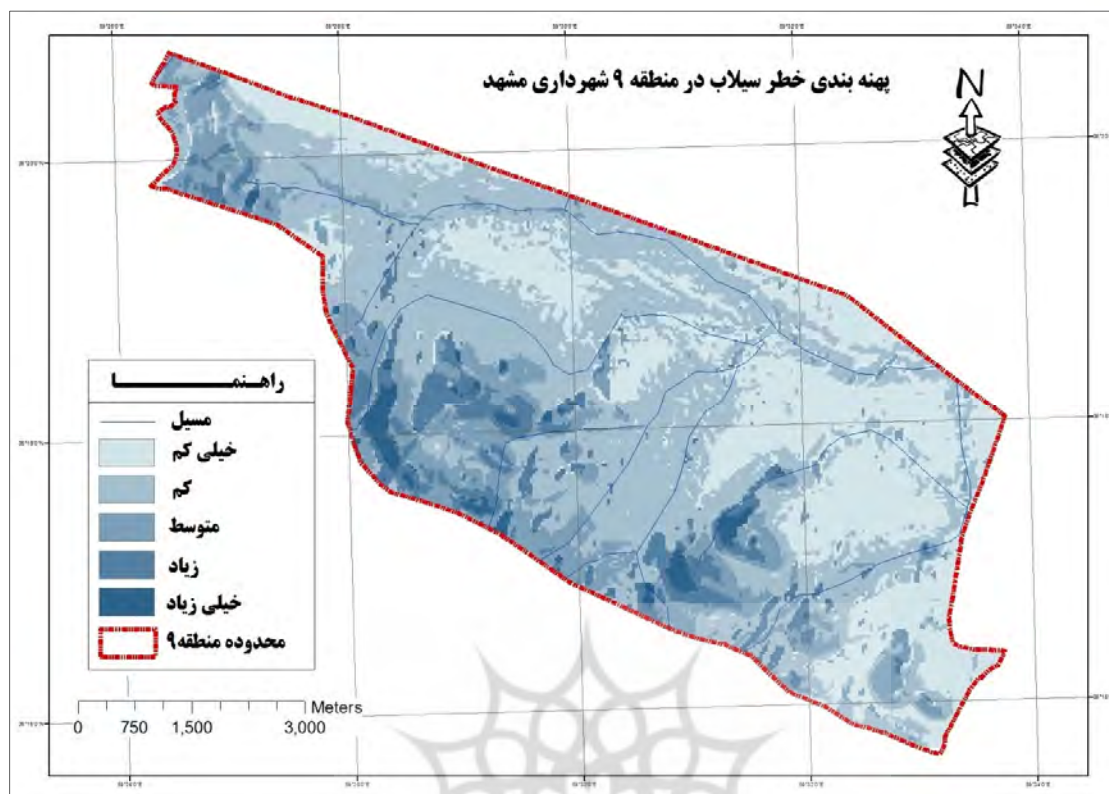 پهنه بندی خطر سیلاب در منطقه ۹ شهرداری مشهد
N
راهنمـــــــا
مسیل
خیلی کم
کم
متوسط
زیاد
خیلی زیاد
محدوده منطقه۹
Meters
0 750 1,500 3,000